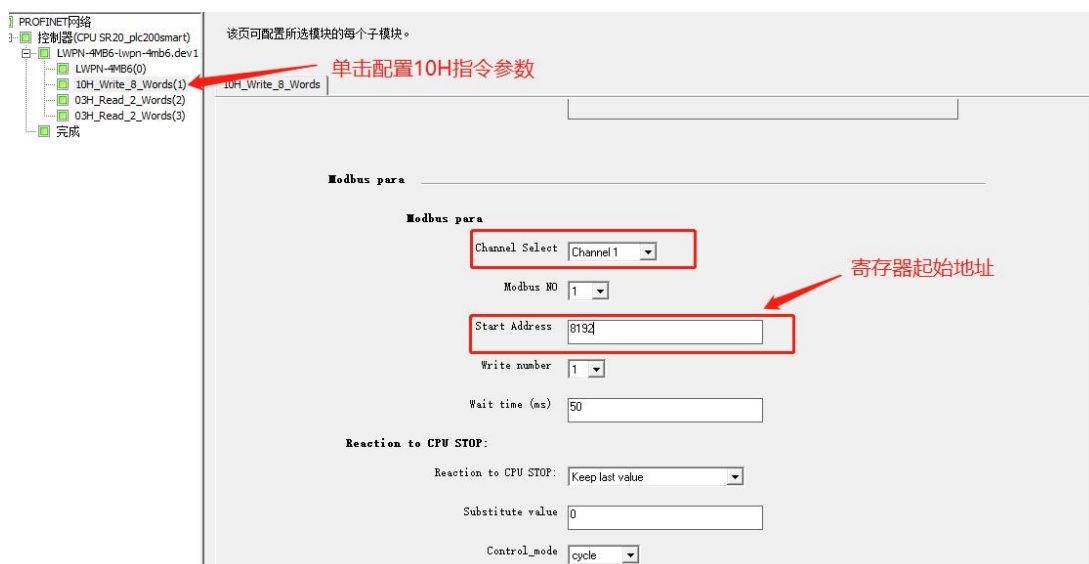 PROFINET网络
控制器(CPU SR20_plc200smart)
LWPN-4MB6-lwpn-4mb6.dev1
LWPN-4MB6(0)
10H_Write_8_Words(1)
03H_Read_2_Words(2)
03H_Read_2_Words(3)
完成
该页可配置所选模块的每个子模块。
单击配置10H指令参数
10H_Write_8_Words
Modbus para
Modbus para
Channel Select Channel 1
Modbus NO 1
寄存器起始地址
Start Address 8192
Write number 1
Wait time (ms) 50
Reaction to CPU STOP:
Reaction to CPU STOP: Keep last value
Substitute value 0
Control_mode cycle